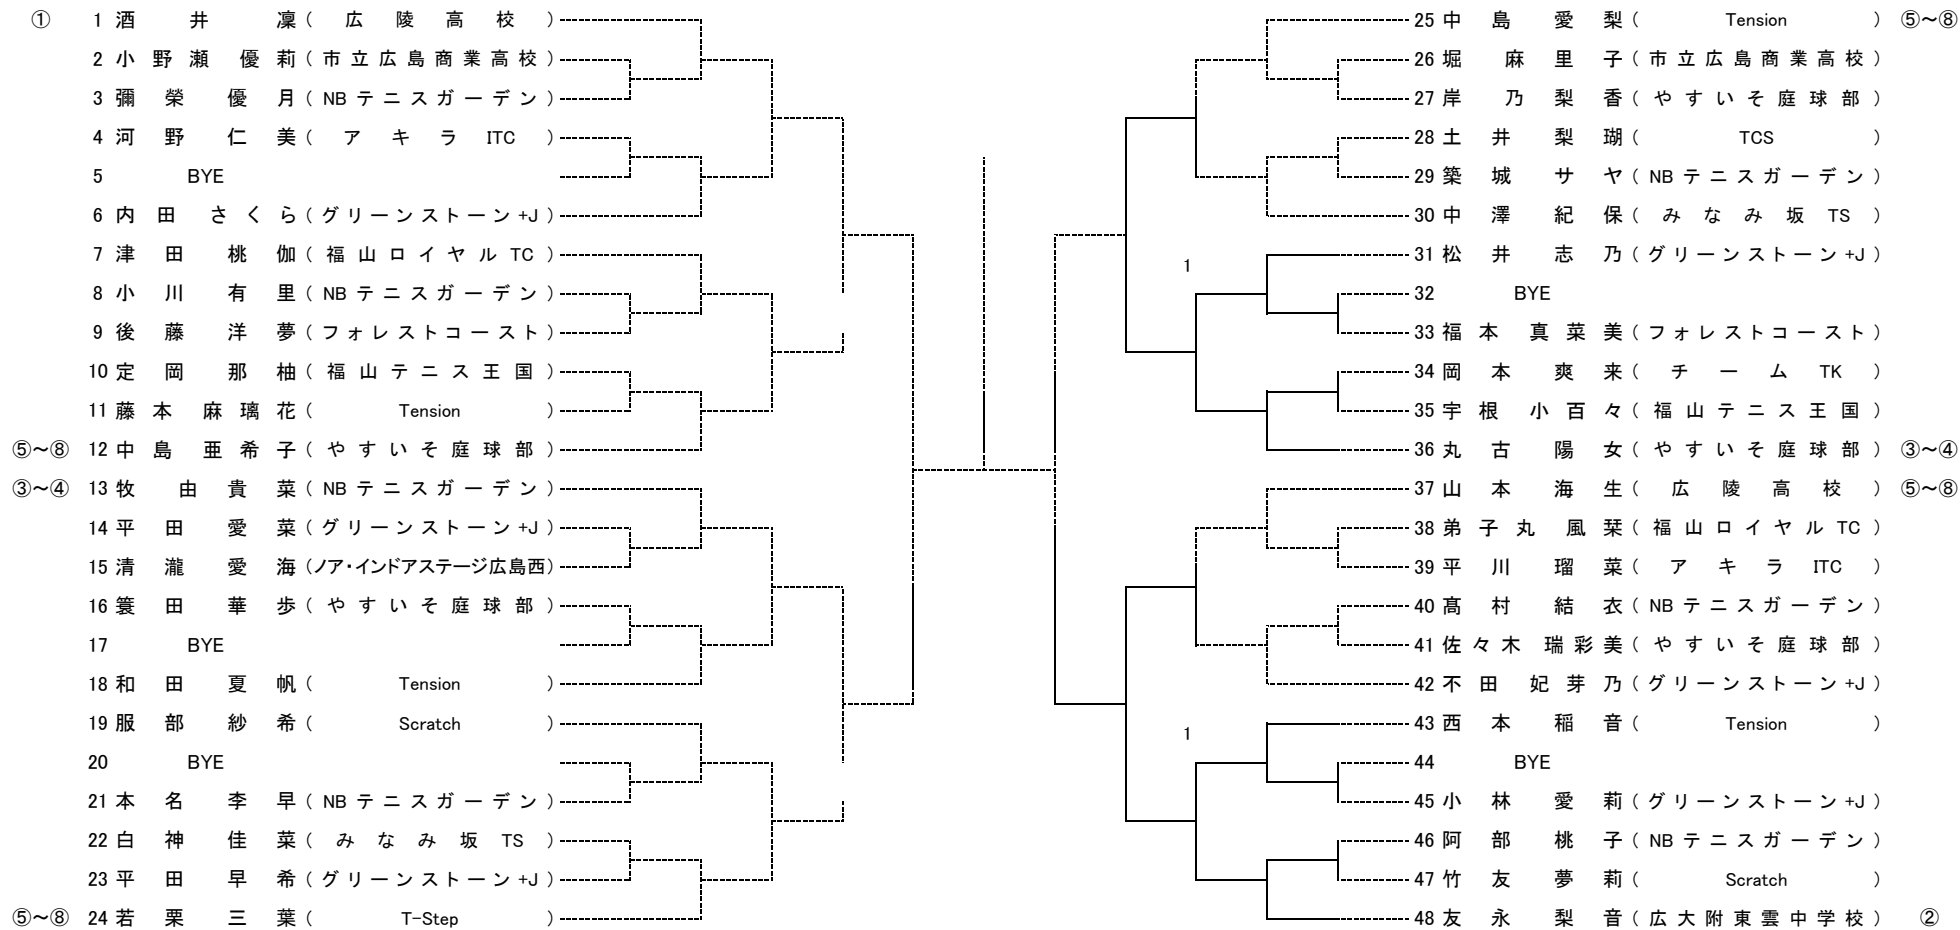 ① 1 酒井 凜 (広陵高校)
2 小野瀬 優莉 (市立広島商業高校)
3 彌榮 優月 (NBテニスガーデン)
4 河野 仁美 (アキラITC)
5 BYE
6 内田 さくら (グリーンストーン+J)
7 津田 桃伽 (福山ロイヤルTC)
8 小川 有里 (NBテニスガーデン)
9 後藤 洋夢 (フォレストコースト)
10 定岡 那柚 (福山テニス王国)
11 藤本 麻璃花 (Tension)
⑤~⑧ 12 中島 亜希子 (やすいそ庭球部)
③~④ 13 牧 由貴菜 (NBテニスガーデン)
14 平田 愛菜 (グリーンストーン+J)
15 清瀧 愛海 (ノア・インドアステージ広島西)
16 簑田 華歩 (やすいそ庭球部)
17 BYE
18 和田 夏帆 (Tension)
19 服部 紗希 (Scratch)
20 BYE
21 本名 李早 (NBテニスガーデン)
22 白神 佳菜 (みなみ坂TS)
23 平田 早希 (グリーンストーン+J)
⑤~⑧ 24 若栗 三葉 (T-Step)
25 中島 愛梨 (Tension) ⑤~⑧
26 堀 麻里子 (市立広島商業高校)
27 岸 乃梨香 (やすいそ庭球部)
28 土井 梨瑚 (TCS)
29 築城 サヤ (NBテニスガーデン)
30 中澤 紀保 (みなみ坂TS)
31 松井 志乃 (グリーンストーン+J)
1
32 BYE
33 福本 真菜美 (フォレストコースト)
34 岡本 爽来 (チームTK)
35 宇根 小百々 (福山テニス王国)
36 丸古 陽女 (やすいそ庭球部) ③~④
37 山本 海生 (広陵高校) ⑤~⑧
38 弟子丸 風栞 (福山ロイヤルTC)
39 平川 瑠菜 (アキラITC)
40 髙村 結衣 (NBテニスガーデン)
41 佐々木 瑞彩美 (やすいそ庭球部)
42 不田 妃芽乃 (グリーンストーン+J)
43 西本 稲音 (Tension)
1
44 BYE
45 小林 愛莉 (グリーンストーン+J)
46 阿部 桃子 (NBテニスガーデン)
47 竹友 夢莉 (Scratch)
48 友永 梨音 (広大附東雲中学校) ②